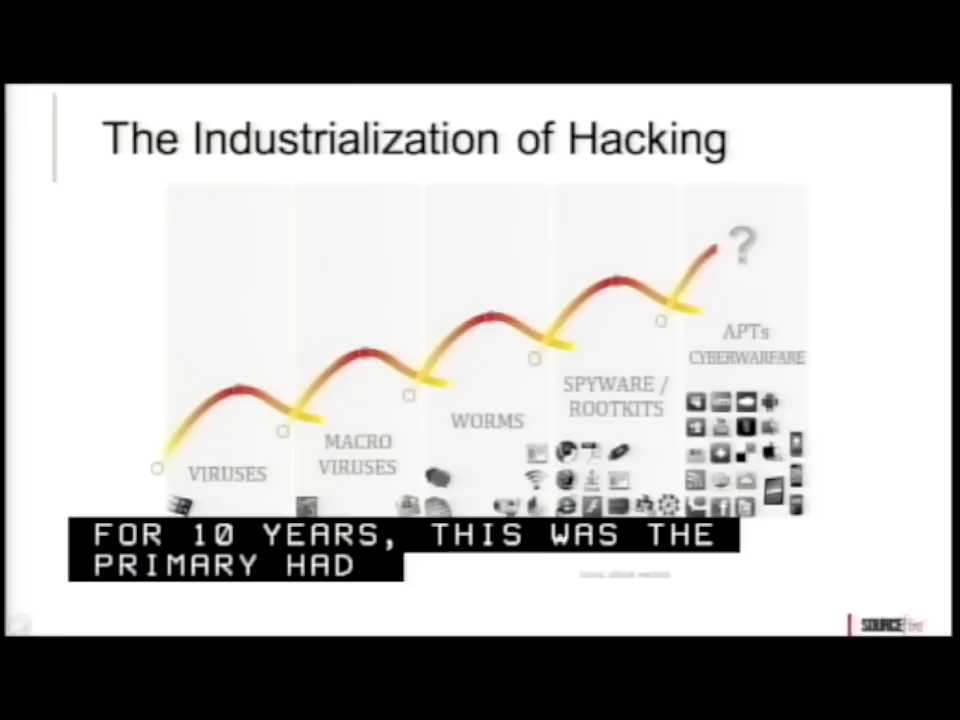 The Industrialization of Hacking
?
APTs
CYBERWARFARE
SPYWARE /
ROOTKITS
WORMS
MACRO
VIRUSES
VIRUSES
FOR 10 YEARS, THIS WAS THE
PRIMARY HAD
SOURCEfire